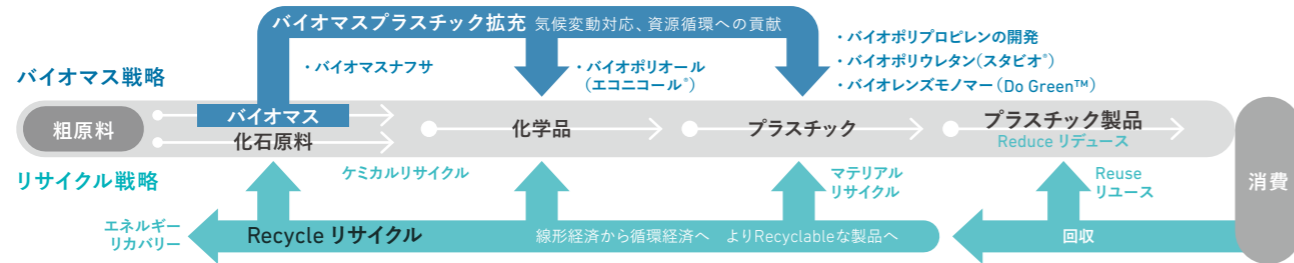 バイオマスプラスチック拡充 気候変動対応、資源循環への貢献
バイオマス戦略
・バイオマスナフサ
・バイオポリオール
（エコニコール®）
・バイオポリプロピレンの開発
・バイオポリウレタン（スタビオ®）
・バイオレンズモノマー（Do Green™）
粗原料
バイオマス
化石原料
化学品
プラスチック
プラスチック製品
Reduce リデュース
消費
リサイクル戦略
ケミカルリサイクル
マテリアル
リサイクル
Reuse
リユース
エネルギー
リカバリー
Recycle リサイクル
線形経済から循環経済へ よりRecyclableな製品へ
回収